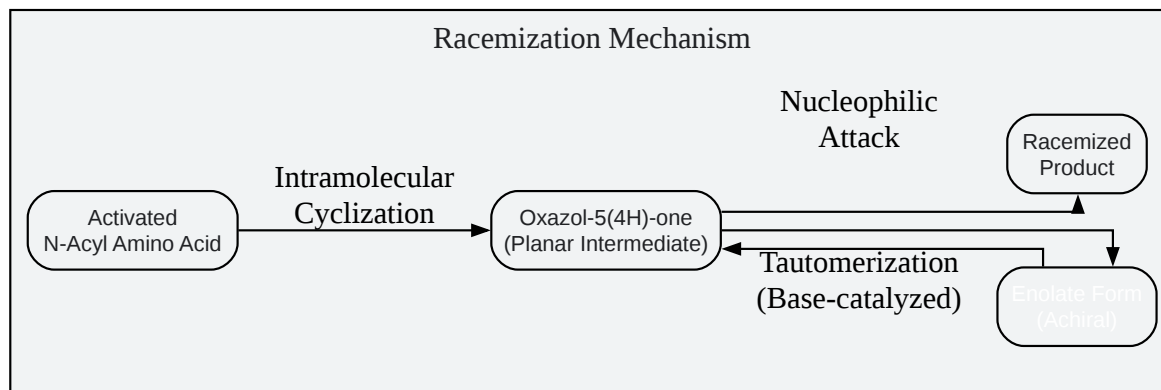 Racemization Mechanism
Nucleophilic
Attack
Racemized
Product
Intramolecular
Cyclization
Activated
N-Acyl Amino Acid
Oxazol-5(4H)-one
(Planar Intermediate)
Tautomerization
(Base-catalyzed)
Enolate Form
(Achiral)